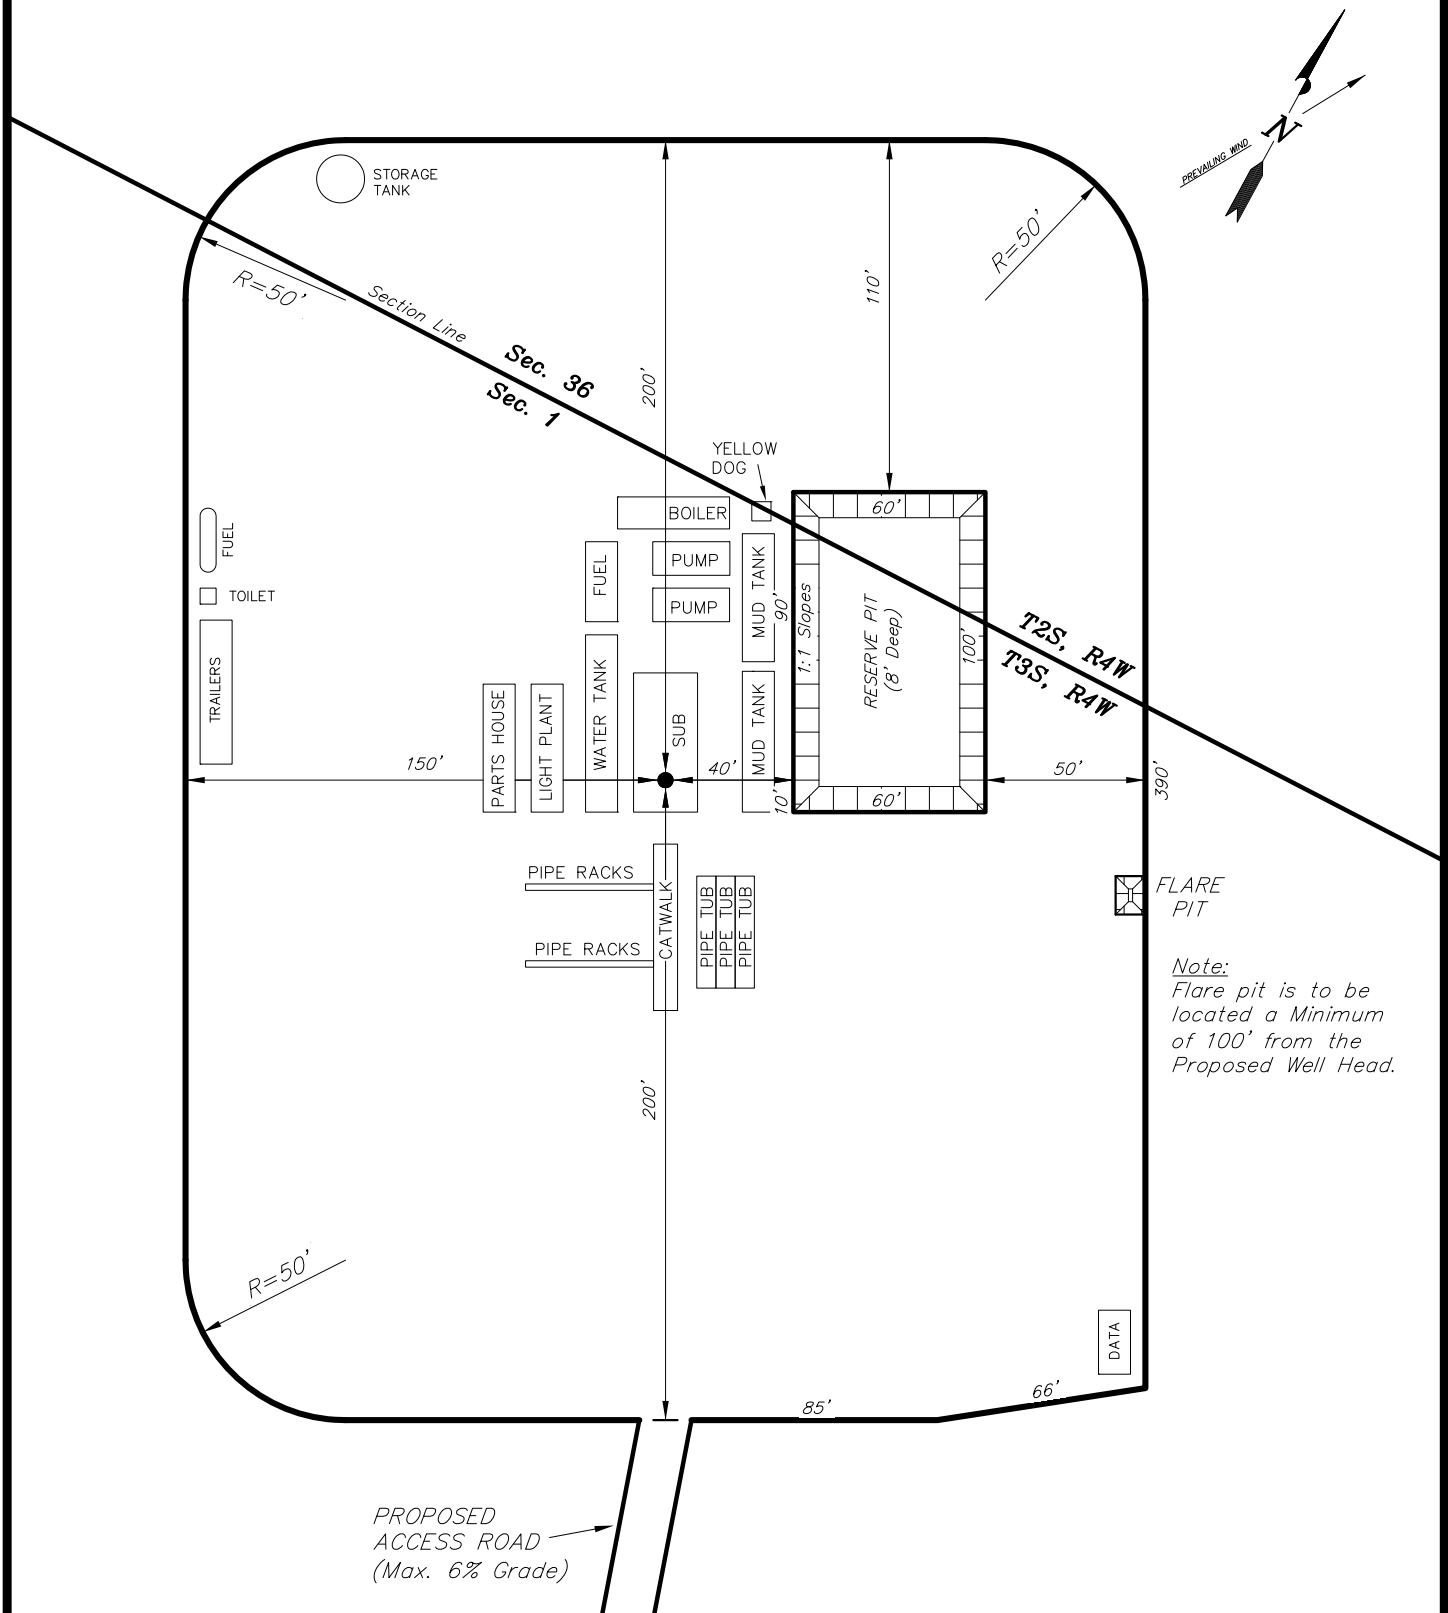 N
PREVAILING WIND
STORAGE
TANK
R=50'
R=50'
110'
Section Line
Sec. 36
Sec. 1
200'
YELLOW
DOG
BOILER
60'
FUEL
TOILET
TRAILERS
FUEL
PUMP
PUMP
MUD TANK
90'
1:1 Slopes
RESERVE PIT
(8' Deep)
100'
T2S, R4W
T3S, R4W
PARTS HOUSE
LIGHT PLANT
WATER TANK
SUB
MUD TANK
150'
40'
10'
60'
50'
390'
PIPE RACKS
PIPE RACKS
CATWALK
PIPE TUB
PIPE TUB
PIPE TUB
FLARE
PIT
Note:
Flare pit is to be
located a Minimum
of 100' from the
Proposed Well Head.
200'
R=50'
DATA
85'
66'
PROPOSED
ACCESS ROAD
(Max. 6% Grade)